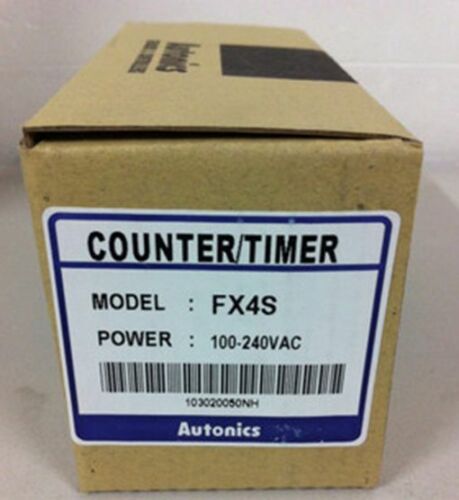 Autonics
COUNTER/TIMER
MODEL : FX4S
POWER : 100-240VAC
103020050NH
Autonics